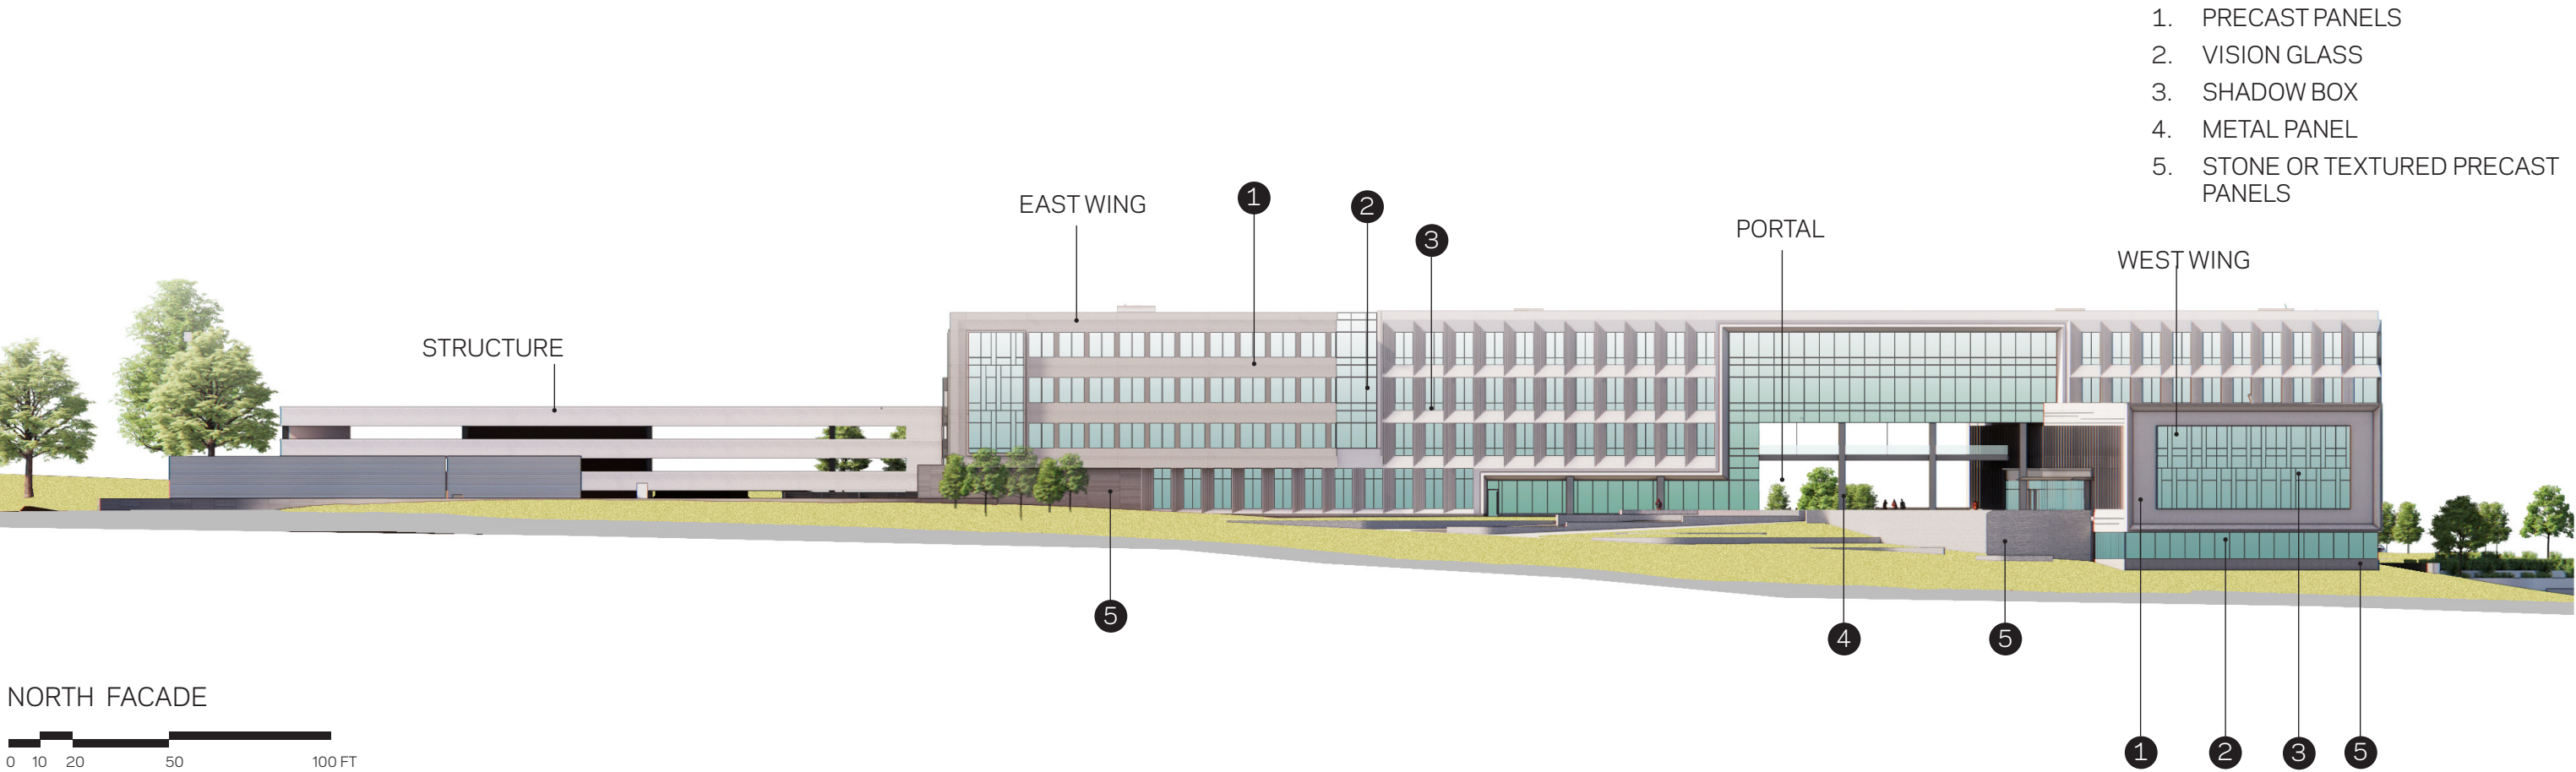 1. PRECAST PANELS
2. VISION GLASS
3. SHADOW BOX
4. METAL PANEL
5. STONE OR TEXTURED PRECAST
PANELS
EAST WING
1
2
3
PORTAL
WEST WING
STRUCTURE
5
4
5
1
2
3
5
NORTH FACADE
0 10 20 50 100 FT